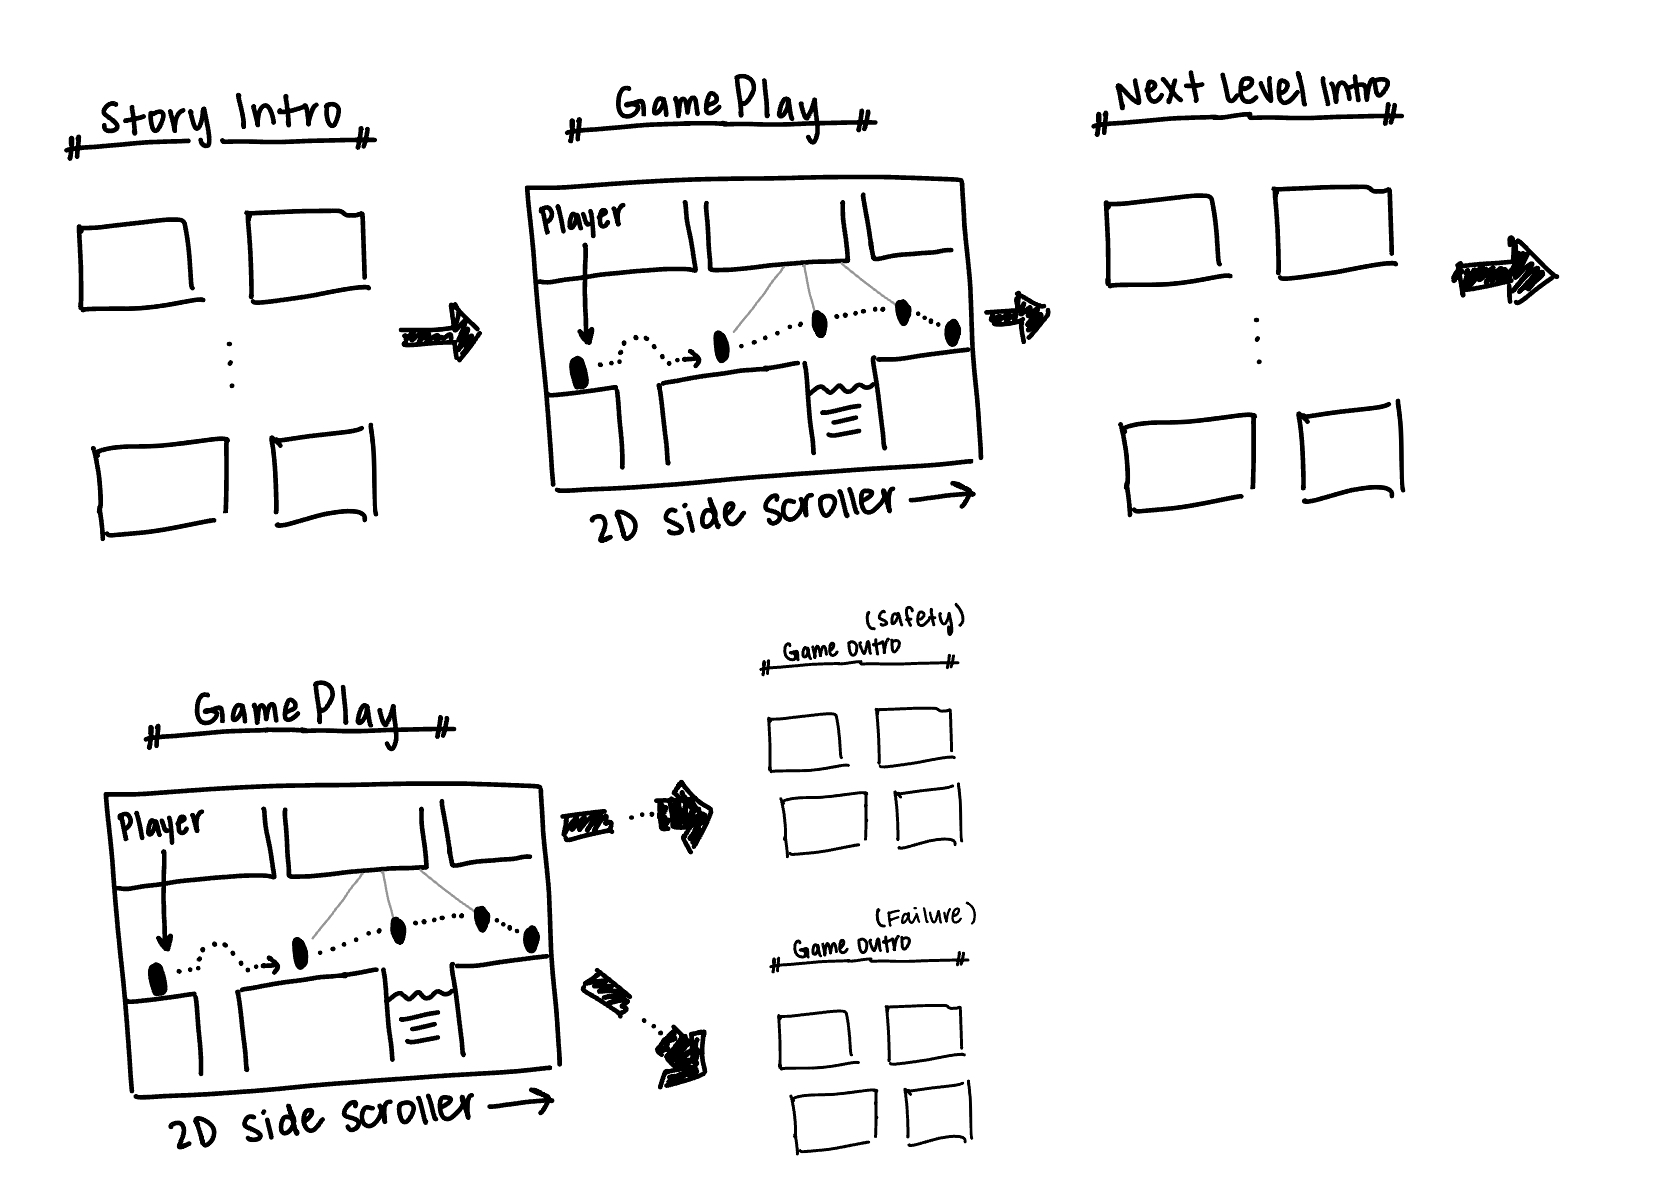 Story Intro
Game Play
Next Level Intro
Player
2D side scroller
(Safety)
Game outro
Game Play
Player
(Failure)
Game outro
2D side scroller